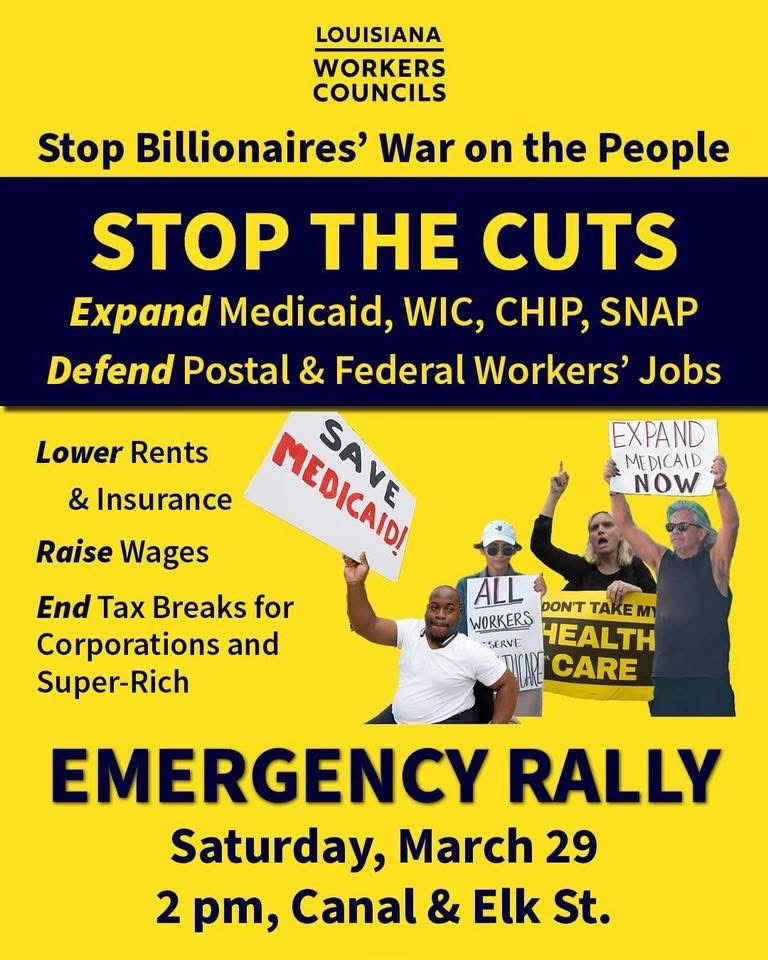 LOUISIANA
WORKERS
COUNCILS
Stop Billionaires’ War on the People
STOP THE CUTS
Expand Medicaid, WIC, CHIP, SNAP
Defend Postal & Federal Workers’ Jobs
Lower Rents
& Insurance
Raise Wages
End Tax Breaks for
Corporations and
Super-Rich
SAVE
MEDICAID!
ALL
WORKERS
DON'T TAKE MY
HEALTH
CARE
EXPAND
MEDICAID
NOW
EMERGENCY RALLY
Saturday, March 29
2 pm, Canal & Elk St.